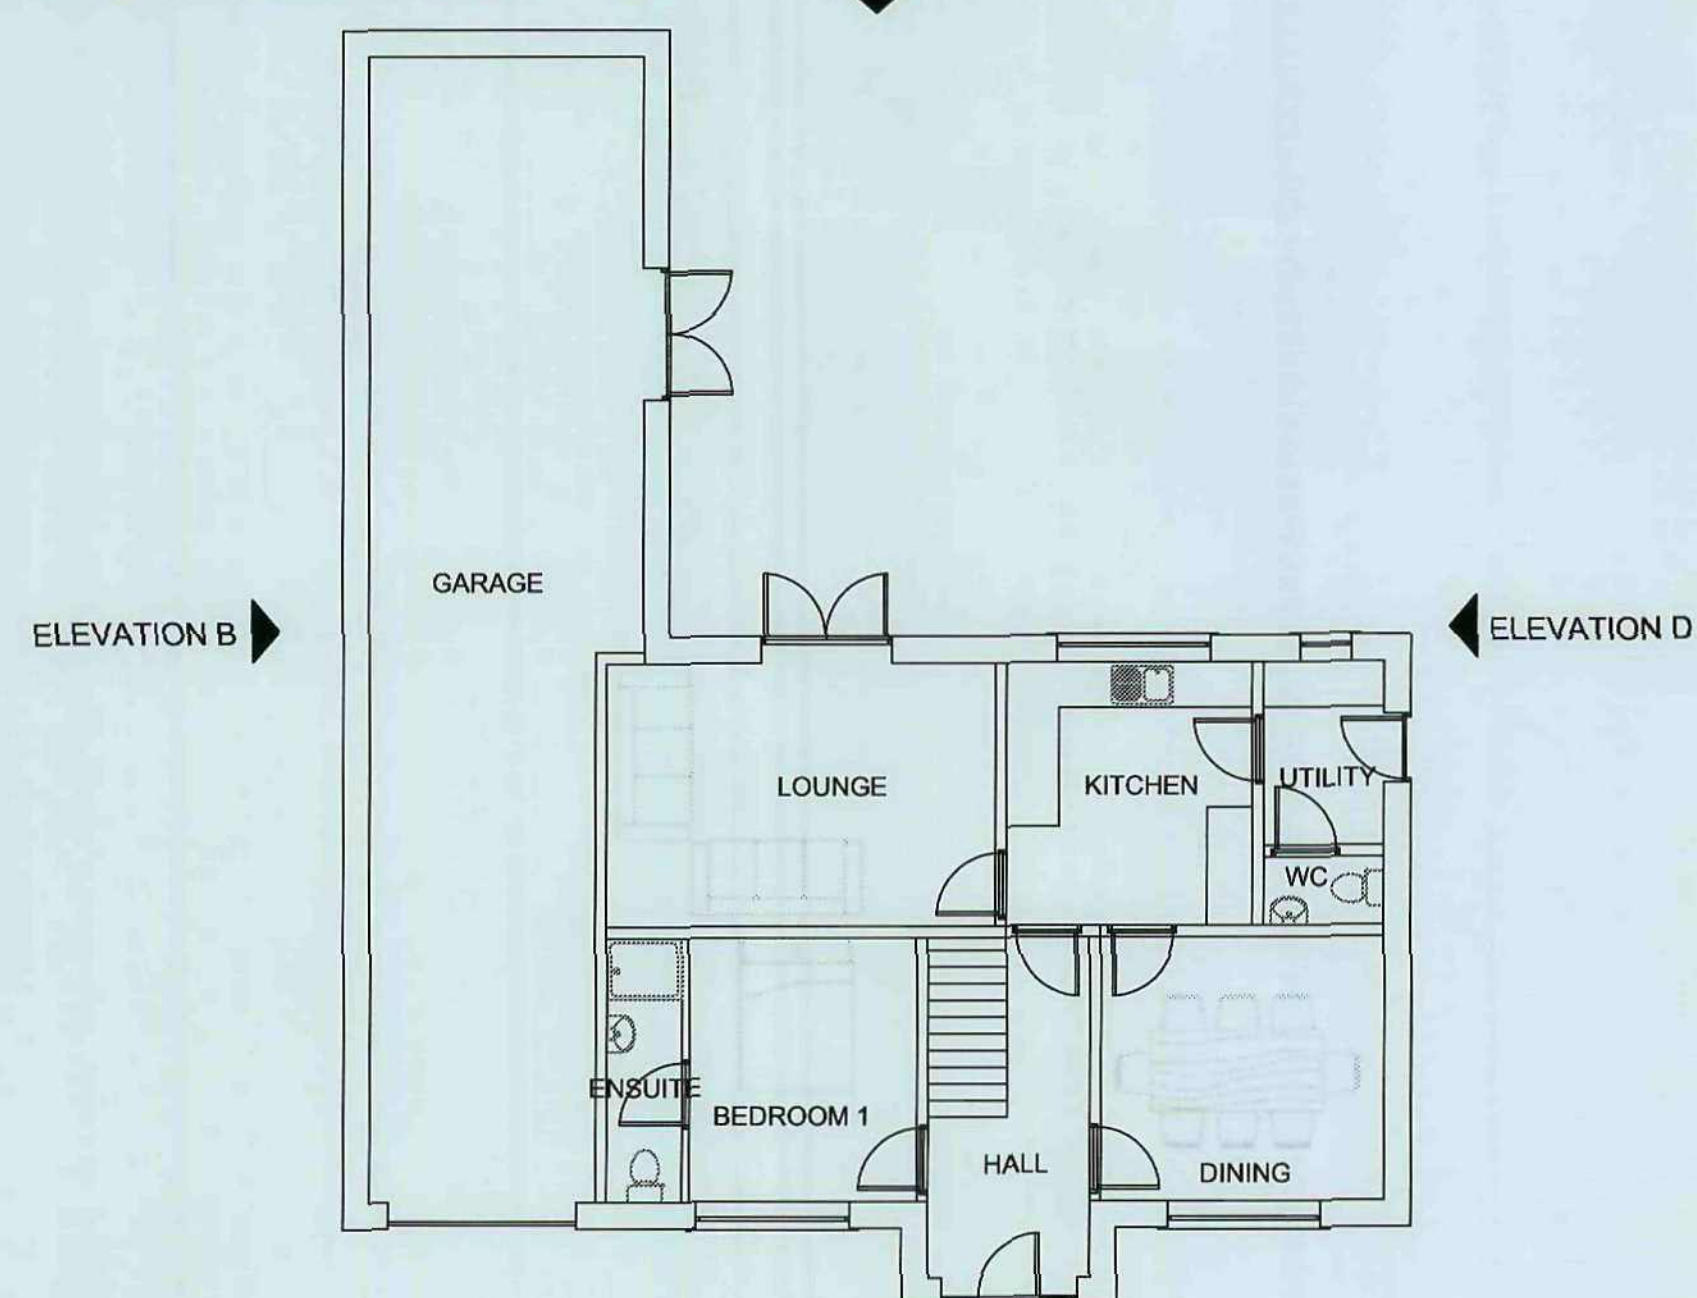 GARAGE
ELEVATION B
ELEVATION D
LOUNGE
KITCHEN
UTILITY
WC
ENSUITE
BEDROOM 1
HALL
DINING